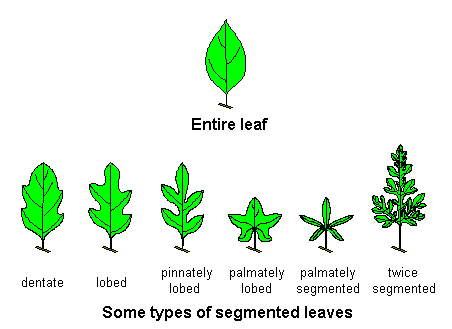 Entire leaf
dentate
lobed
pinnately
lobed
palmately
lobed
palmately
segmented
twice
segmented
Some types of segmented leaves